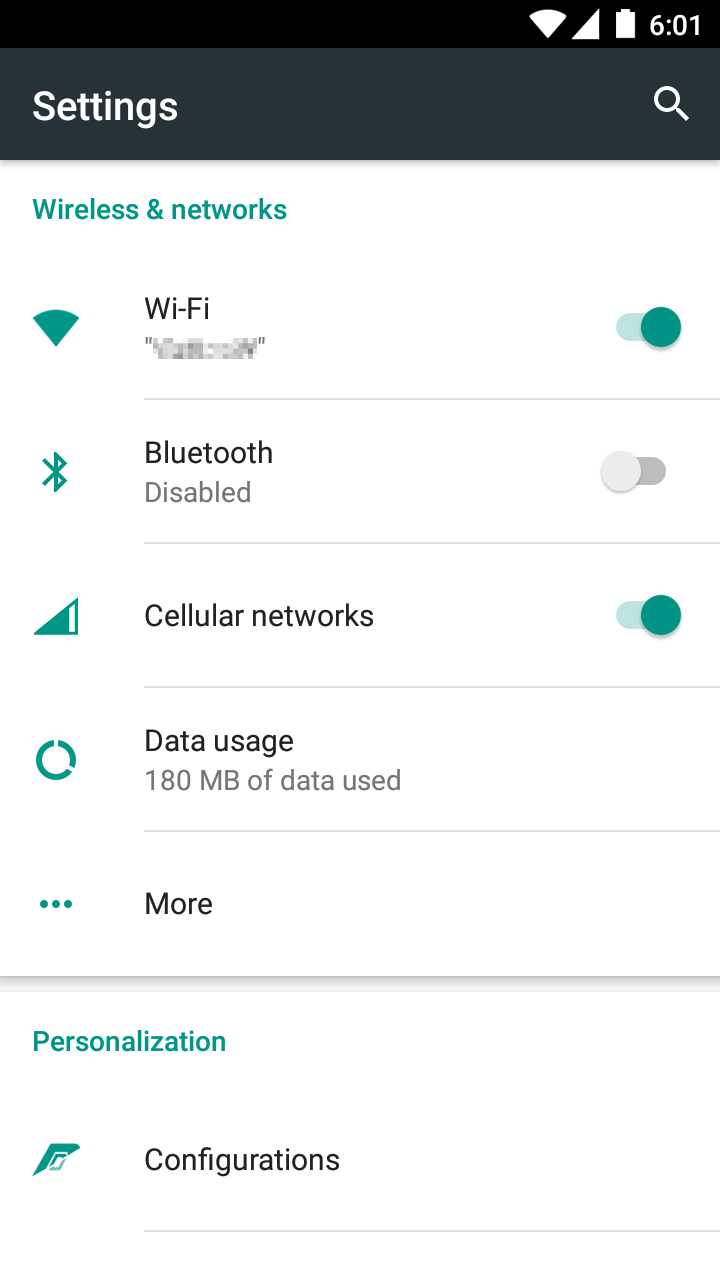 6:01
Settings
Wireless & networks
Wi-Fi
Bluetooth
Disabled
Cellular networks
Data usage
180 MB of data used
More
Personalization
Configurations